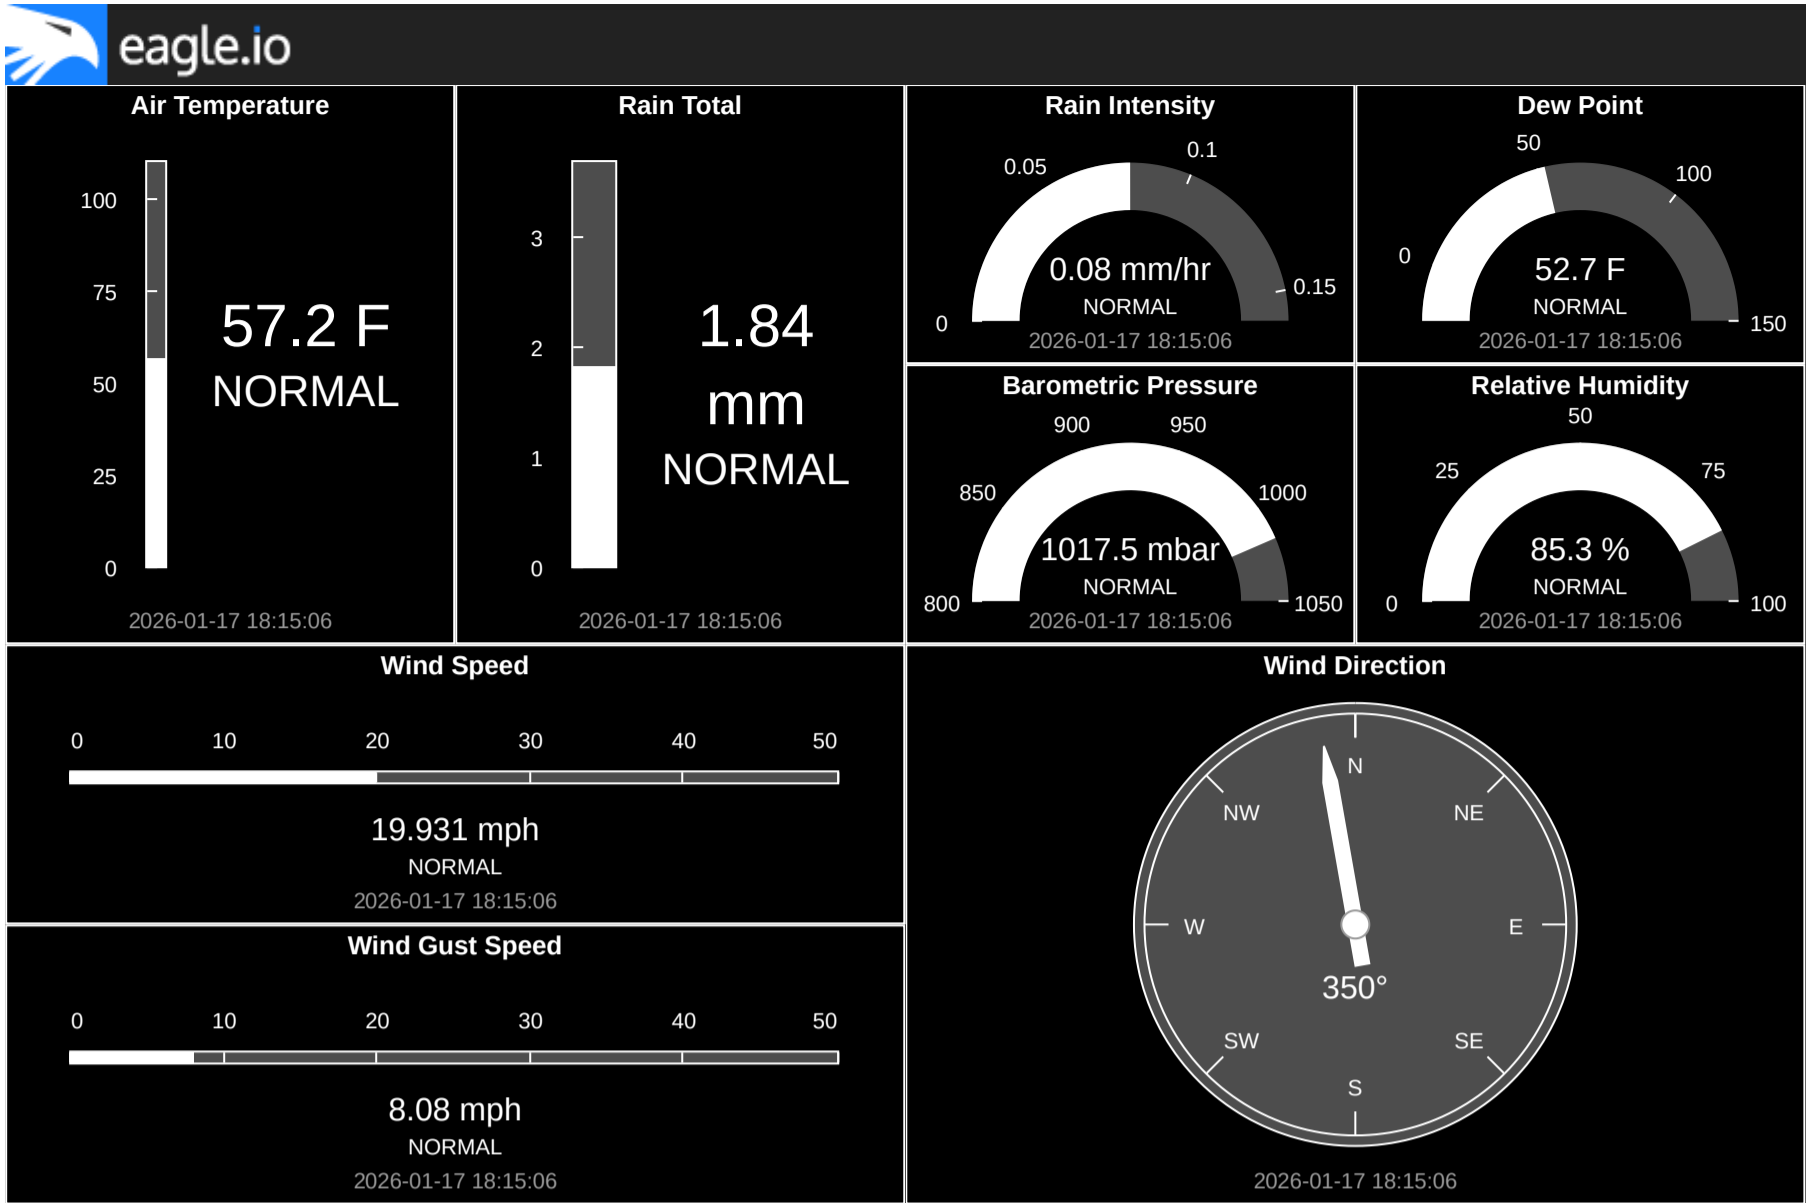 eagle.io
Air Temperature
100
75
50
25
0
57.2 F
NORMAL
2026-01-17 18:15:06
Rain Total
3
2
1
0
1.84
mm
NORMAL
2026-01-17 18:15:06
Rain Intensity
0
0.05
0.1
0.15
0.08 mm/hr
NORMAL
2026-01-17 18:15:06
Dew Point
0
50
100
150
52.7 F
NORMAL
2026-01-17 18:15:06
Barometric Pressure
800
850
900
950
1000
1050
1017.5 mbar
NORMAL
2026-01-17 18:15:06
Relative Humidity
0
25
50
75
100
85.3 %
NORMAL
2026-01-17 18:15:06
Wind Speed
0 10 20 30 40 50
19.931 mph
NORMAL
2026-01-17 18:15:06
Wind Gust Speed
0 10 20 30 40 50
8.08 mph
NORMAL
2026-01-17 18:15:06
Wind Direction
N
NW NE
W E
350°
SW SE
S
2026-01-17 18:15:06